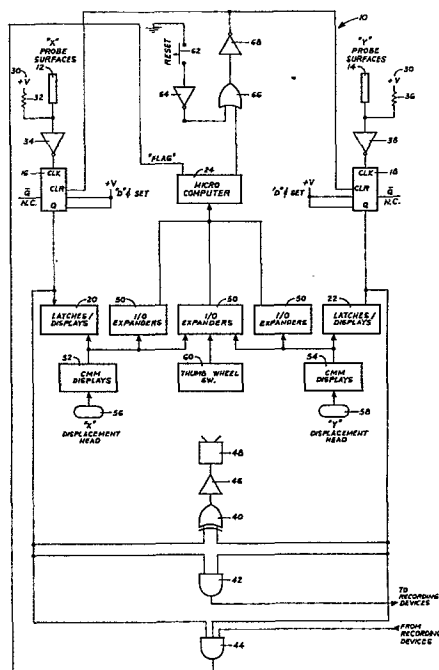 10
"X"
PROBE
SURFACES
12
30
+V
32
34
16
CLK
CLR
Q̅
N.C.
Q
+V
"D" & SET
RESET
62
64
66
68
"FLAG"
MICRO
COMPUTER
24
"Y"
PROBE
SURFACES
14
30
+V
36
38
18
CLK
CLR
Q̅
N.C.
Q
+V
"D" & SET
20
LATCHES/
DISPLAYS
50
I/O
EXPANDERS
50
I/O
EXPANDERS
50
I/O
EXPANDERS
22
LATCHES/
DISPLAYS
52
CMM
DISPLAYS
60
THUMB WHEEL
SW.
54
CMM
DISPLAYS
56
"X"
DISPLACEMENT
HEAD
58
"Y"
DISPLACEMENT
HEAD
48
46
40
42
TO
RECORDING
DEVICES
FROM
RECORDING
DEVICES
44